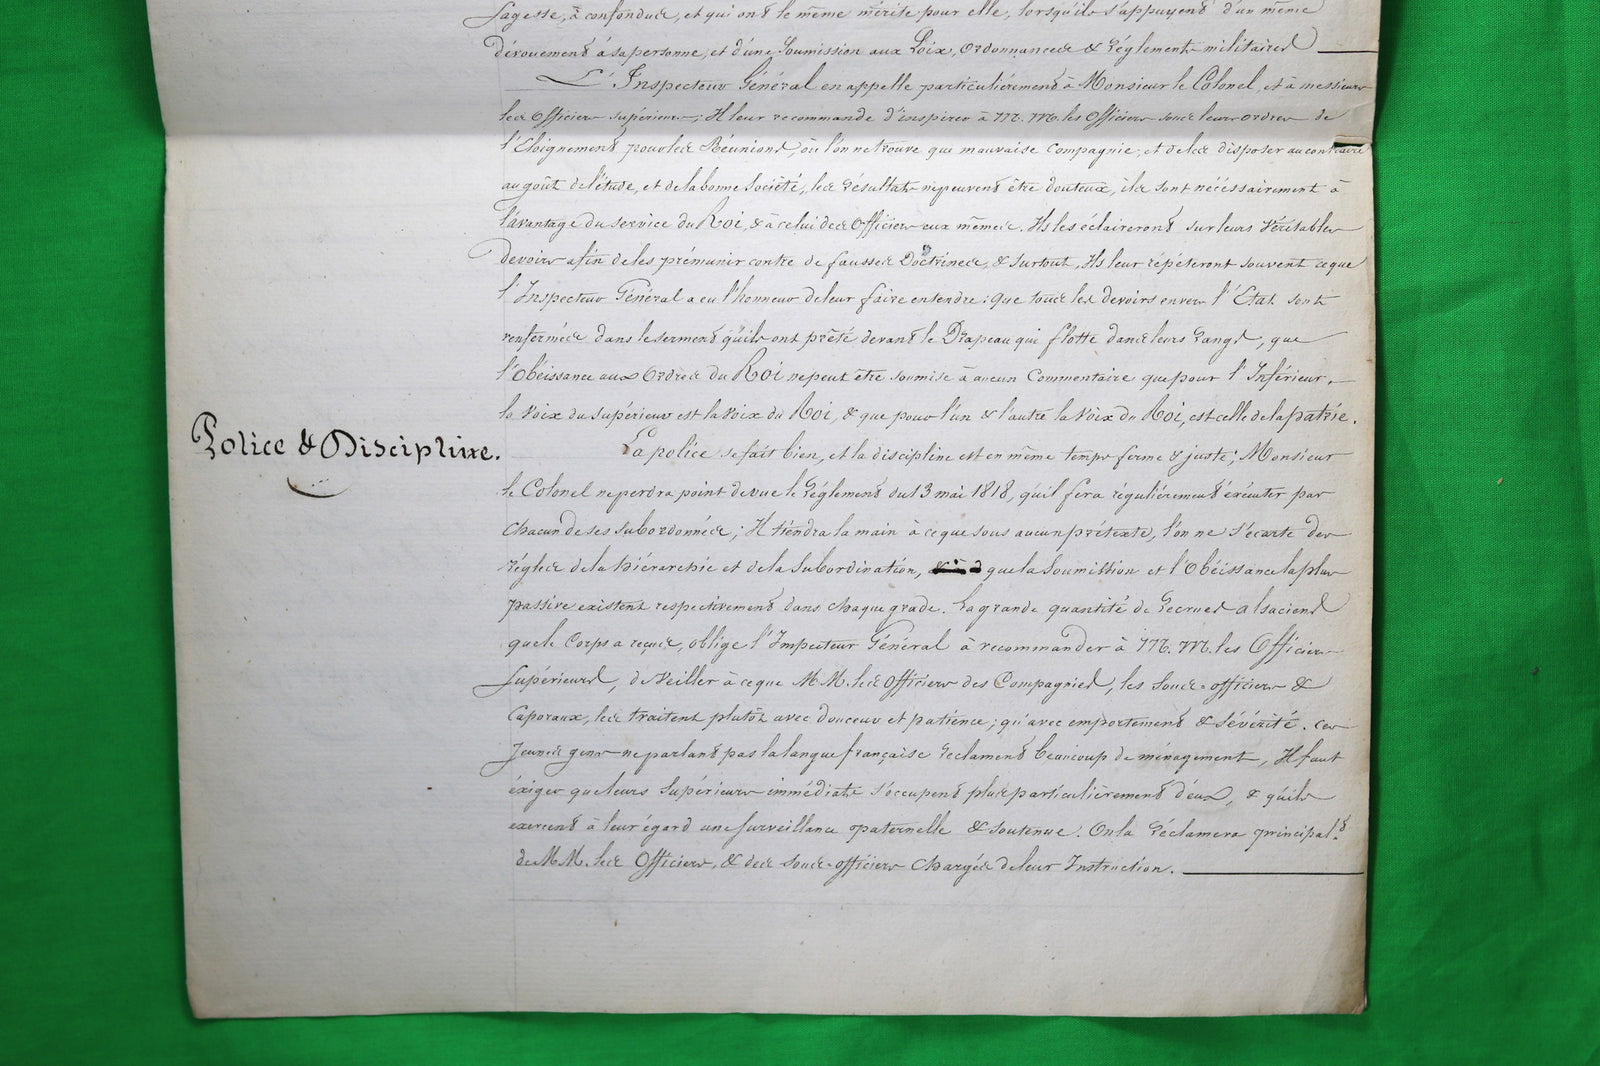 sagesse, à confondus, et qui ont le même mérite pour elle, lorsqu'ils s'appuyent d'un même
dévouement à sa personne, et d'une Soumission aux Loix, Ordonnances & Réglements militaires
L'Inspecteur Général en appelle particulièrement à Monsieur le Colonel, et à messieurs
les Officiers supérieurs; Il leur recommande d'inspirer à M.M. les Officiers sous leurs ordres de
l'Eloignement pour les Réunions, où l'on ne trouve que mauvaise compagnie, et de les disposer au contraire
au goût de l'étude, et de la bonne Société, les résultats ne peuvent être douteux, ils sont nécéssairement à
l'avantage du service du Roi, & à celui des Officiers eux mêmes. Ils les éclaireront sur leurs véritables
devoirs afin de les prémunir contre de fausses Doctrines, & surtout, Ils leur répéteront souvent ce que
l'Inspecteur Général a eu l'honneur de leur faire entendre: que tous les devoirs envers l'Etat sont
renfermés dans le serment qu'ils ont prêté devant le Drapeau qui flotte dans leurs rangs, que
l'Obéissance aux Ordres du Roi ne peut être soumise à aucun Commentaire que pour l'Inférieur,
la voix du supérieur est la voix du Roi, & que pour l'un & l'autre la voix du Roi, est celle de la patrie.
Police & Discipline.
La police se fait bien, et la discipline est en même temps ferme & juste; Monsieur
le Colonel ne perdra point de vue le Réglement du 13 mai 1818, qu'il fera régulièrement éxécuter par
chacun de ses subordonnés; Il tiendra la main à ce que sous aucun prétexte, l'on ne s'écarte des
régles de la hiérarchie et de la Subordination, que la Soumission et l'Obéissance la plus
passive existent respectivement dans chaque grade. La grande quantité de Recrues alsaciens
que le Corps a reçus, oblige l'Inspecteur Général à recommander à M.M. les Officiers
Supérieurs, de veiller à ce que M.M. les Officiers des Compagnies, les sous-officiers &
Caporaux, les traitent plutôt avec douceur et patience; qu'avec emportement & sévérité. ces
Jeunes gens ne parlant pas la langue française réclament beaucoup de ménagement, Il faut
éxiger que leurs Supérieurs immédiats s'occupent plus particulièrement d'eux, & qu'ils
exercent à leur égard une surveillance paternelle & soutenue. On la réclamera principal.t
de M.M. les Officiers, & des sous-officiers chargés de leur Instruction.